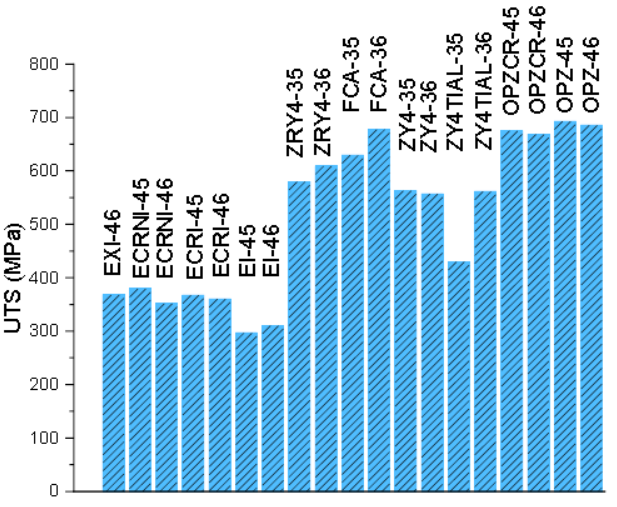 800
700
600
500
400
300
200
100
0
UTS (MPa)
EXI-46
ECRNI-45
ECRNI-46
ECRI-45
ECRI-46
EI-45
EI-46
ZRY4-35
ZRY4-36
FCA-35
FCA-36
ZY4-35
ZY4-36
ZY4TIAL-35
ZY4TIAL-36
OPZCR-45
OPZCR-46
OPZ-45
OPZ-46